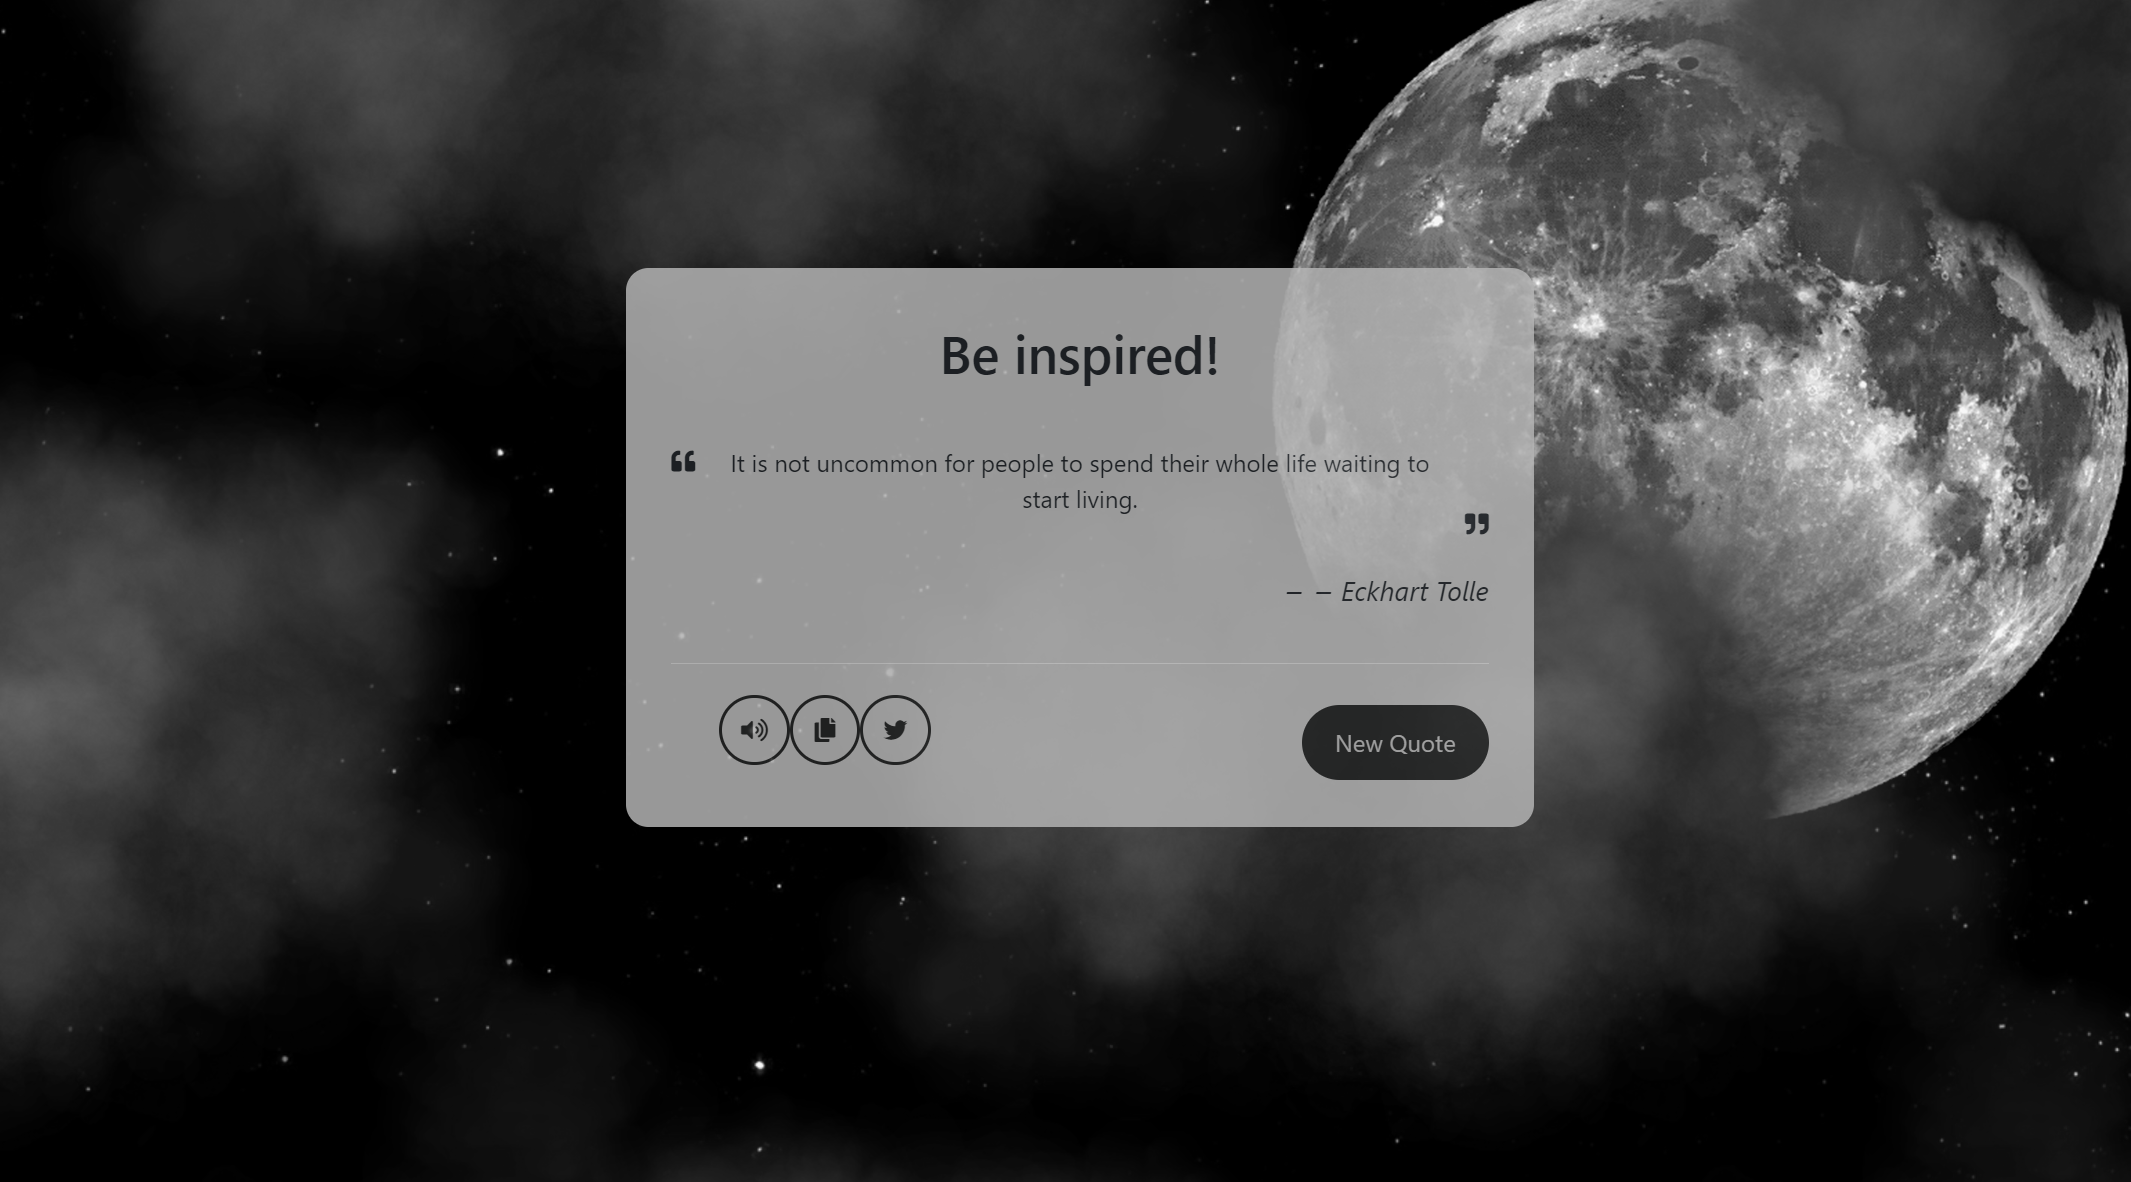 Be inspired!
“ It is not uncommon for people to spend their whole life waiting to
start living.
”
— — Eckhart Tolle
New Quote